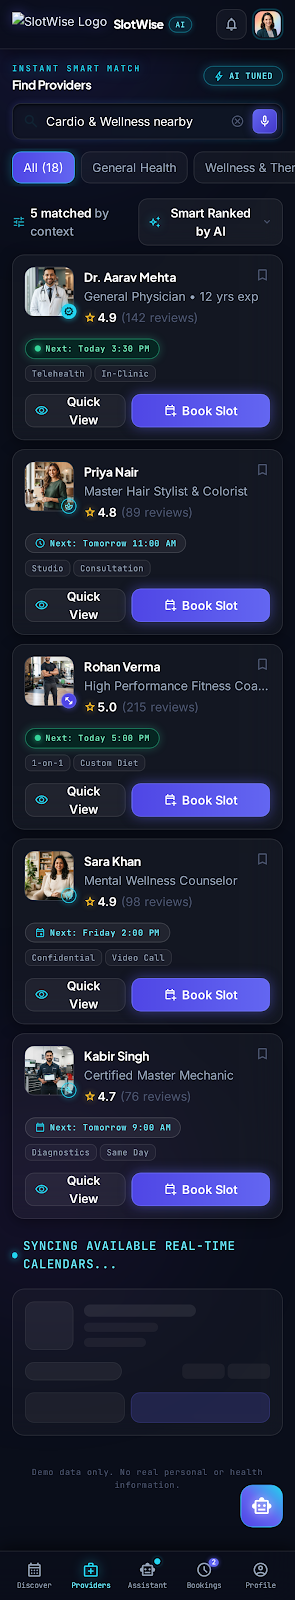 SlotWise Logo SlotWise AI
INSTANT SMART MATCH
Find Providers
AI TUNED
Cardio & Wellness nearby
All (18) General Health Wellness & Ther
5 matched by
context
Smart Ranked
by AI
Dr. Aarav Mehta
General Physician • 12 yrs exp
4.9 (142 reviews)
Next: Today 3:30 PM
Telehealth In-Clinic
Quick
View
Book Slot
Priya Nair
Master Hair Stylist & Colorist
4.8 (89 reviews)
Next: Tomorrow 11:00 AM
Studio Consultation
Quick
View
Book Slot
Rohan Verma
High Performance Fitness Coa...
5.0 (215 reviews)
Next: Today 5:00 PM
1-on-1 Custom Diet
Quick
View
Book Slot
Sara Khan
Mental Wellness Counselor
4.9 (98 reviews)
Next: Friday 2:00 PM
Confidential Video Call
Quick
View
Book Slot
Kabir Singh
Certified Master Mechanic
4.7 (76 reviews)
Next: Tomorrow 9:00 AM
Diagnostics Same Day
Quick
View
Book Slot
SYNCING AVAILABLE REAL-TIME
CALENDARS...
Demo data only. No real personal or health
information.
2
Discover Providers Assistant Bookings Profile